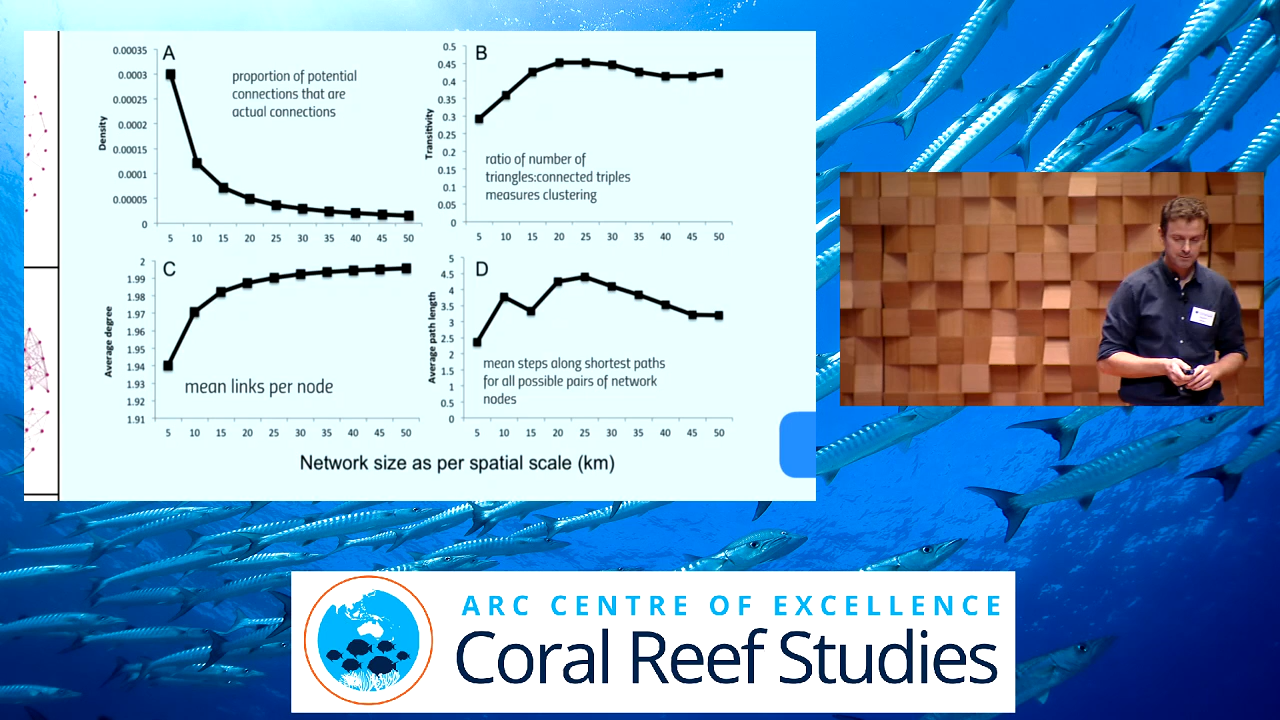 A
proportion of potential
connections that are
actual connections
Density
0.00035
0.0003
0.00025
0.0002
0.00015
0.0001
0.00005
0
5 10 15 20 25 30 35 40 45 50
B
ratio of number of
triangles:connected triples
measures clustering
Transitivity
0.5
0.45
0.4
0.35
0.3
0.25
0.2
0.15
0.1
0.05
0
5 10 15 20 25 30 35 40 45 50
C
mean links per node
Average degree
2
1.99
1.98
1.97
1.96
1.95
1.94
1.93
1.92
1.91
5 10 15 20 25 30 35 40 45 50
D
mean steps along shortest paths
for all possible pairs of network
nodes
Average path length
5
4.5
4
3.5
3
2.5
2
1.5
1
0.5
0
5 10 15 20 25 30 35 40 45 50
Network size as per spatial scale (km)
ARC CENTRE OF EXCELLENCE
Coral Reef Studies